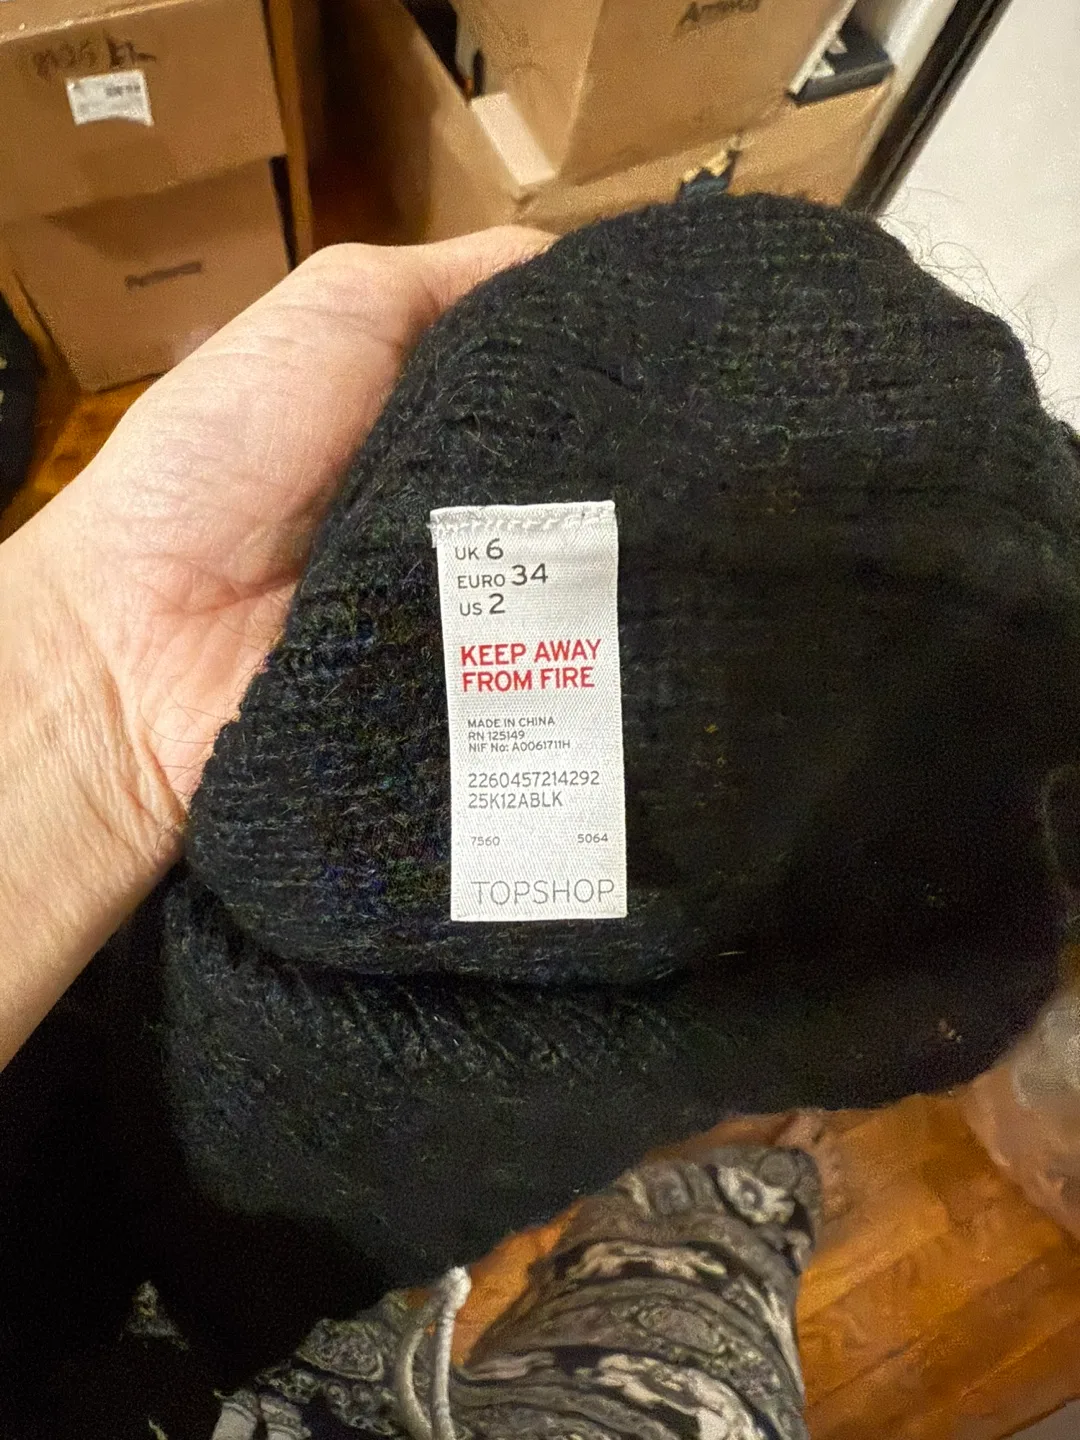 UK 6
EURO 34
US 2
KEEP AWAY
FROM FIRE
MADE IN CHINA
RN 125149
NIF No: A0061711H
2260457214292
25K12ABLK
7560 5064
TOPSHOP